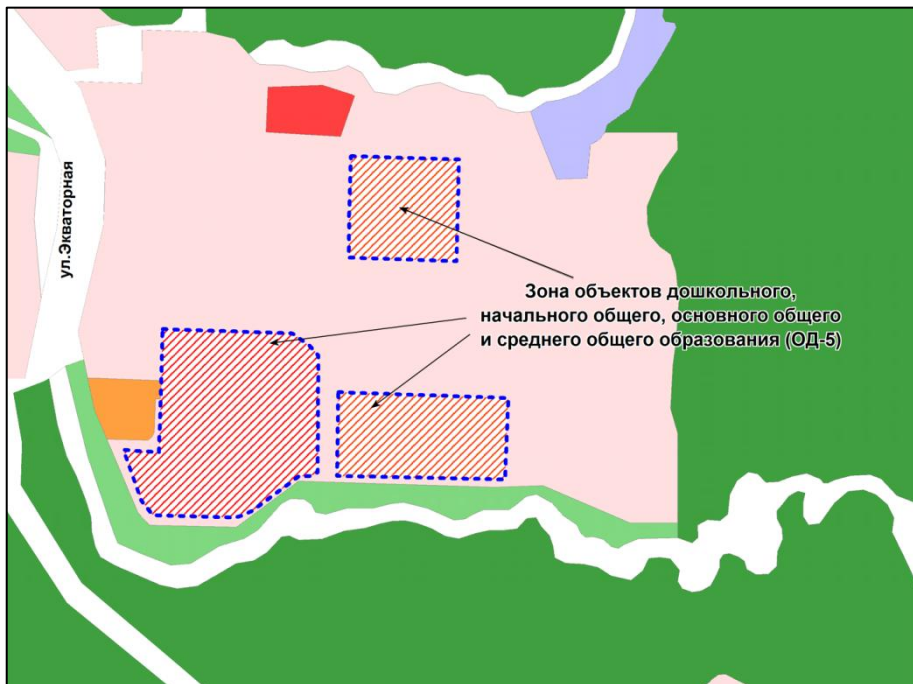 ул.Экваторная
Зона объектов дошкольного,
начального общего, основного общего
и среднего общего образования (ОД-5)